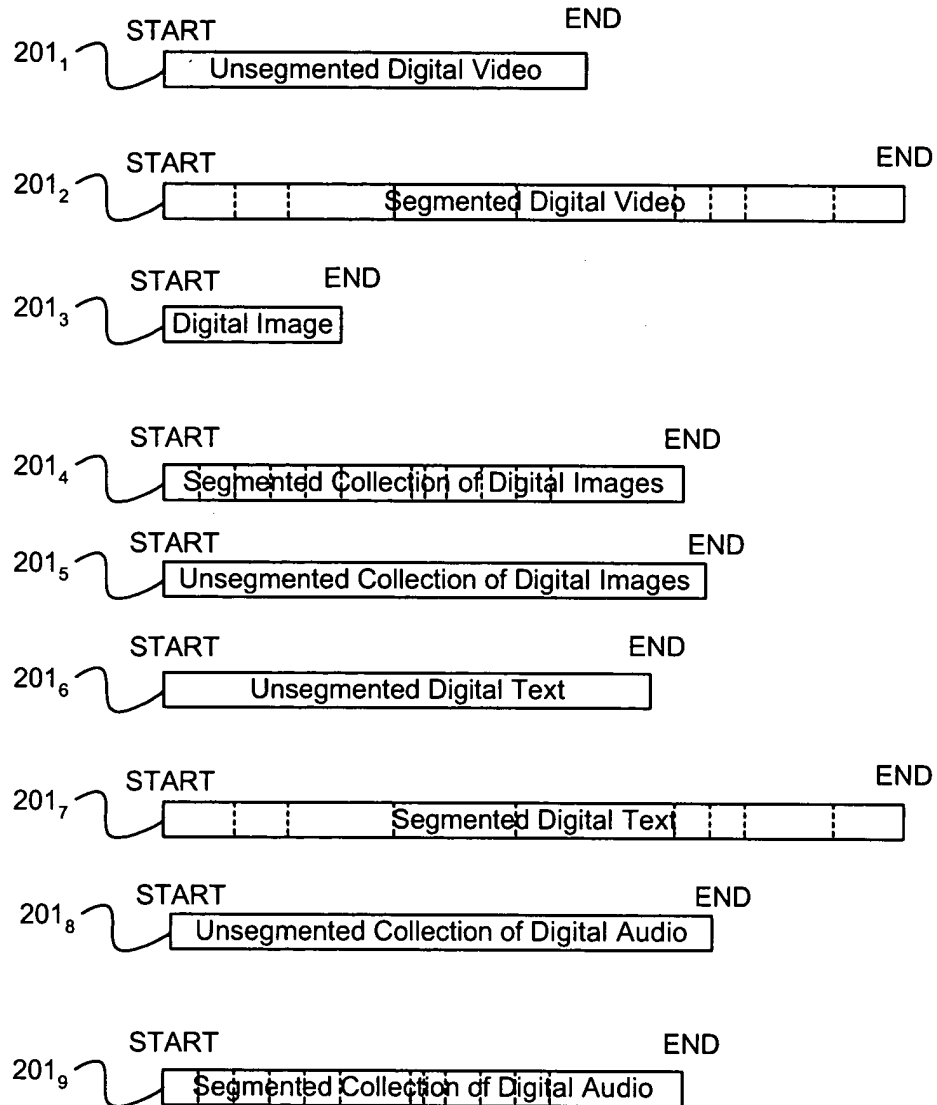 START END
201₁ Unsegmented Digital Video
START END
201₂ Segmented Digital Video
START END
201₃ Digital Image
START END
201₄ Segmented Collection of Digital Images
START END
201₅ Unsegmented Collection of Digital Images
START END
201₆ Unsegmented Digital Text
START END
201₇ Segmented Digital Text
START END
201₈ Unsegmented Collection of Digital Audio
START END
201₉ Segmented Collection of Digital Audio